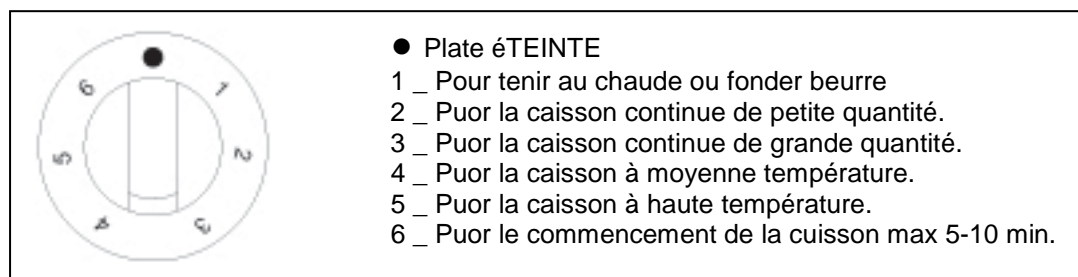 ● Plate éTEINTE
1 _ Pour tenir au chaude ou fonder beurre
2 _ Puor la caisson continue de petite quantité.
3 _ Puor la caisson continue de grande quantité.
4 _ Puor la caisson à moyenne température.
5 _ Puor la caisson à haute température.
6 _ Puor le commencement de la cuisson max 5-10 min.
1
2
3
4
5
6